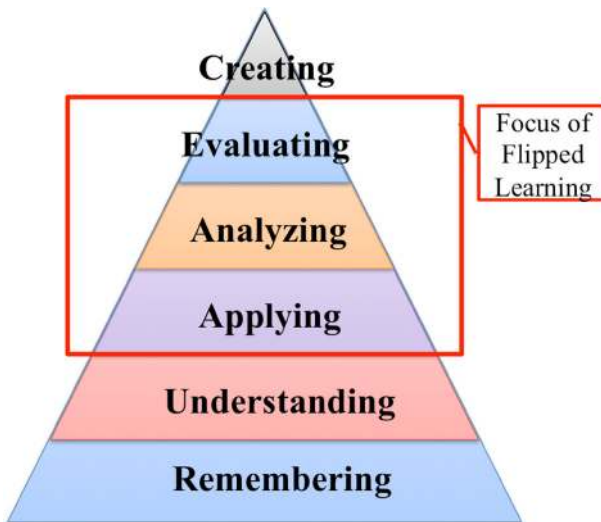 Creating
Evaluating
Analyzing
Applying
Understanding
Remembering
Focus of
Flipped
Learning